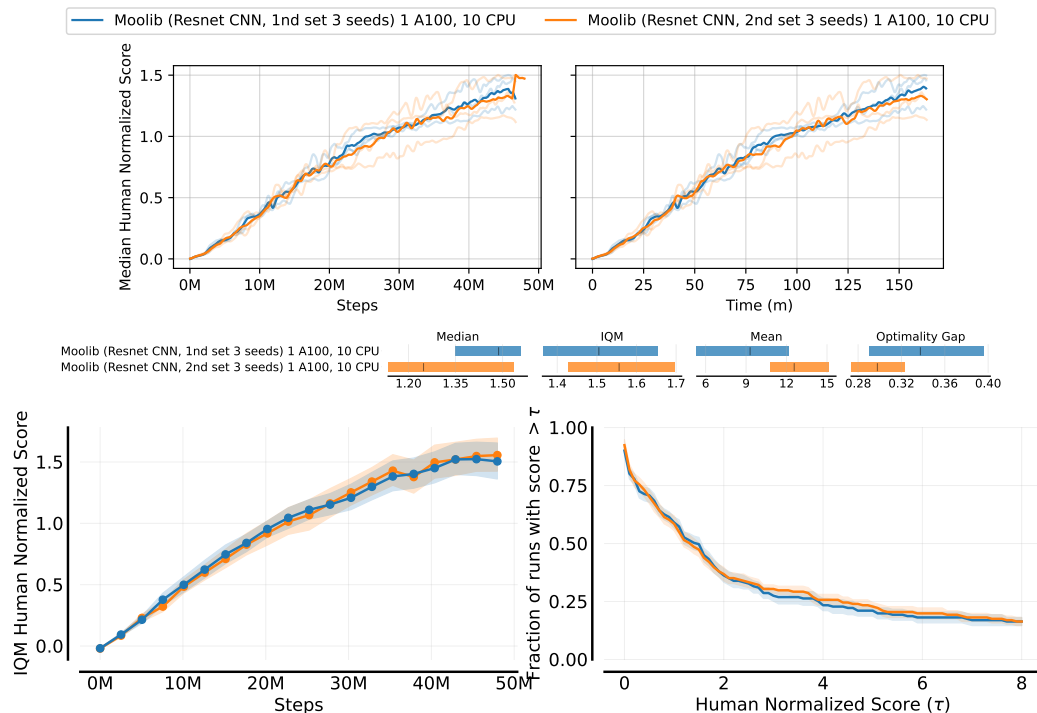 Moolib (Resnet CNN, 1nd set 3 seeds) 1 A100, 10 CPU
Moolib (Resnet CNN, 2nd set 3 seeds) 1 A100, 10 CPU
Median Human Normalized Score
1.5
1.0
0.5
0.0
0M 10M 20M 30M 40M 50M
Steps
0 25 50 75 100 125 150
Time (m)
Median IQM Mean Optimality Gap
Moolib (Resnet CNN, 1nd set 3 seeds) 1 A100, 10 CPU
Moolib (Resnet CNN, 2nd set 3 seeds) 1 A100, 10 CPU
1.20 1.35 1.50 1.4 1.5 1.6 1.7 6 9 12 15 0.28 0.32 0.36 0.40
IQM Human Normalized Score
1.5
1.0
0.5
0.0
0M 10M 20M 30M 40M 50M
Steps
Fraction of runs with score > τ
1.00
0.75
0.50
0.25
0.00
0 2 4 6 8
Human Normalized Score (τ)